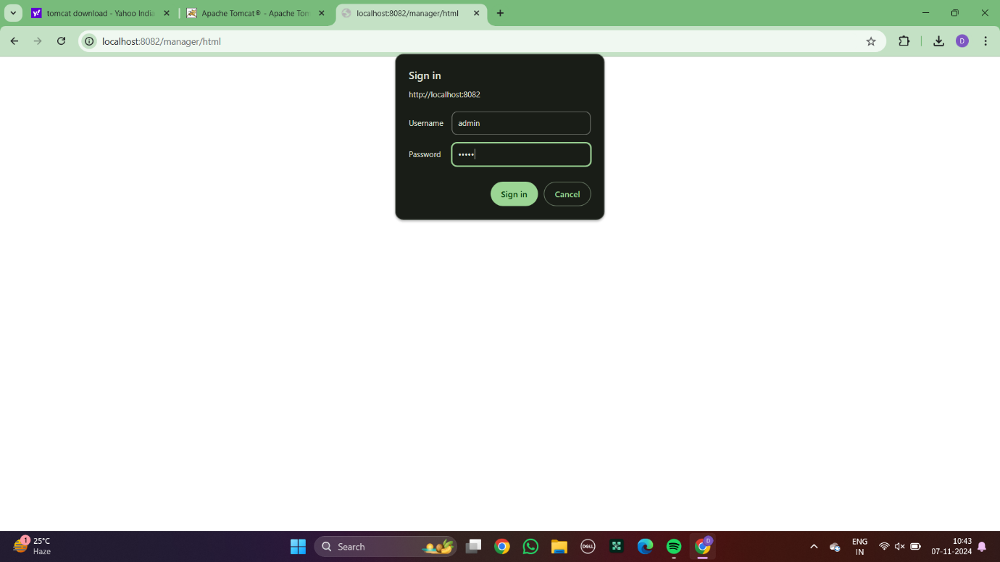 tomcat download - Yahoo India
Apache Tomcat® - Apache Tom
localhost:8082/manager/html
localhost:8082/manager/html
D
Sign in
http://localhost:8082
Username
admin
Password
•••••
Sign in
Cancel
1
25°C
Haze
Search
DELL
D
ENG
IN
10:43
07-11-2024